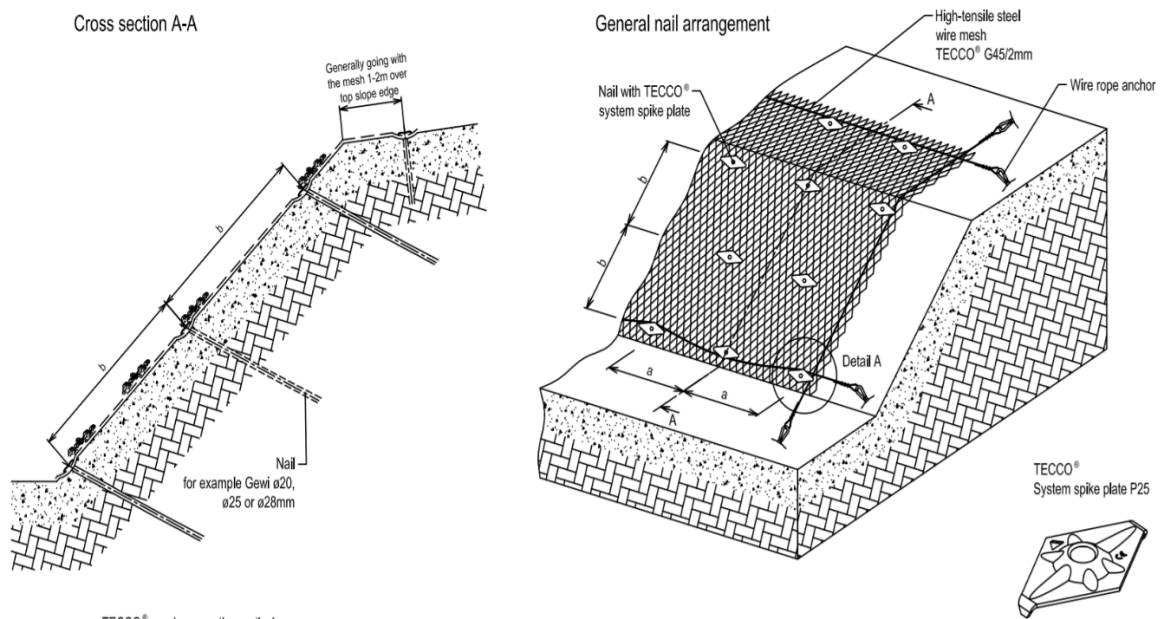 Cross section A-A
Generally going with
the mesh 1-2m over
top slope edge
b
b
Nail
for example Gewi ø20,
ø25 or ø28mm
General nail arrangement
High-tensile steel
wire mesh
TECCO® G45/2mm
Nail with TECCO®
system spike plate
A
Wire rope anchor
b
b
Detail A
a
a
A
TECCO®
System spike plate P25
TECCO®